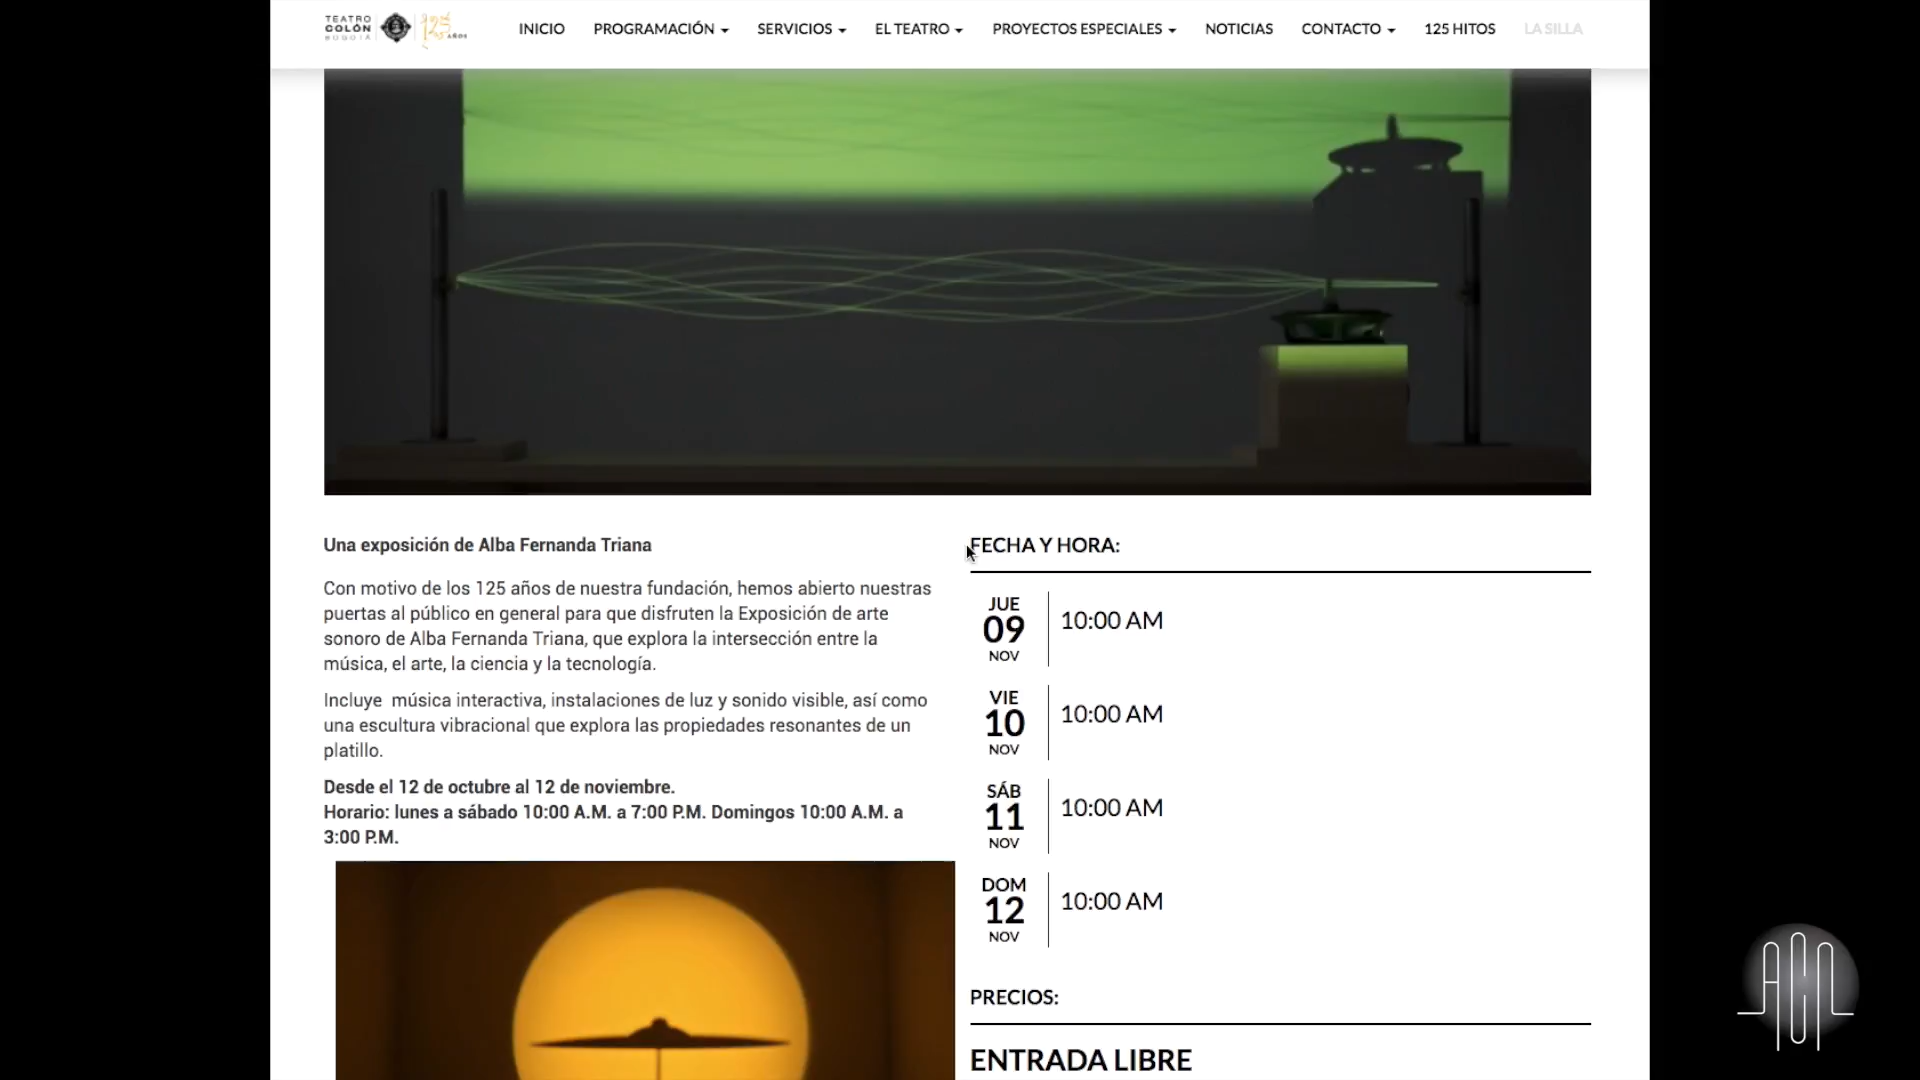 TEATRO
COLÓN
BOGOTÁ
125 AÑOS
INICIO
PROGRAMACIÓN
SERVICIOS
EL TEATRO
PROYECTOS ESPECIALES
NOTICIAS
CONTACTO
125 HITOS
LA SILLA
Una exposición de Alba Fernanda Triana
Con motivo de los 125 años de nuestra fundación, hemos abierto nuestras
puertas al público en general para que disfruten la Exposición de arte
sonoro de Alba Fernanda Triana, que explora la intersección entre la
música, el arte, la ciencia y la tecnología.
Incluye  música interactiva, instalaciones de luz y sonido visible, así como
una escultura vibracional que explora las propiedades resonantes de un
platillo.
Desde el 12 de octubre al 12 de noviembre.
Horario: lunes a sábado 10:00 A.M. a 7:00 P.M. Domingos 10:00 A.M. a
3:00 P.M.
FECHA Y HORA:
JUE
09
NOV
10:00 AM
VIE
10
NOV
10:00 AM
SÁB
11
NOV
10:00 AM
DOM
12
NOV
10:00 AM
PRECIOS:
ENTRADA LIBRE